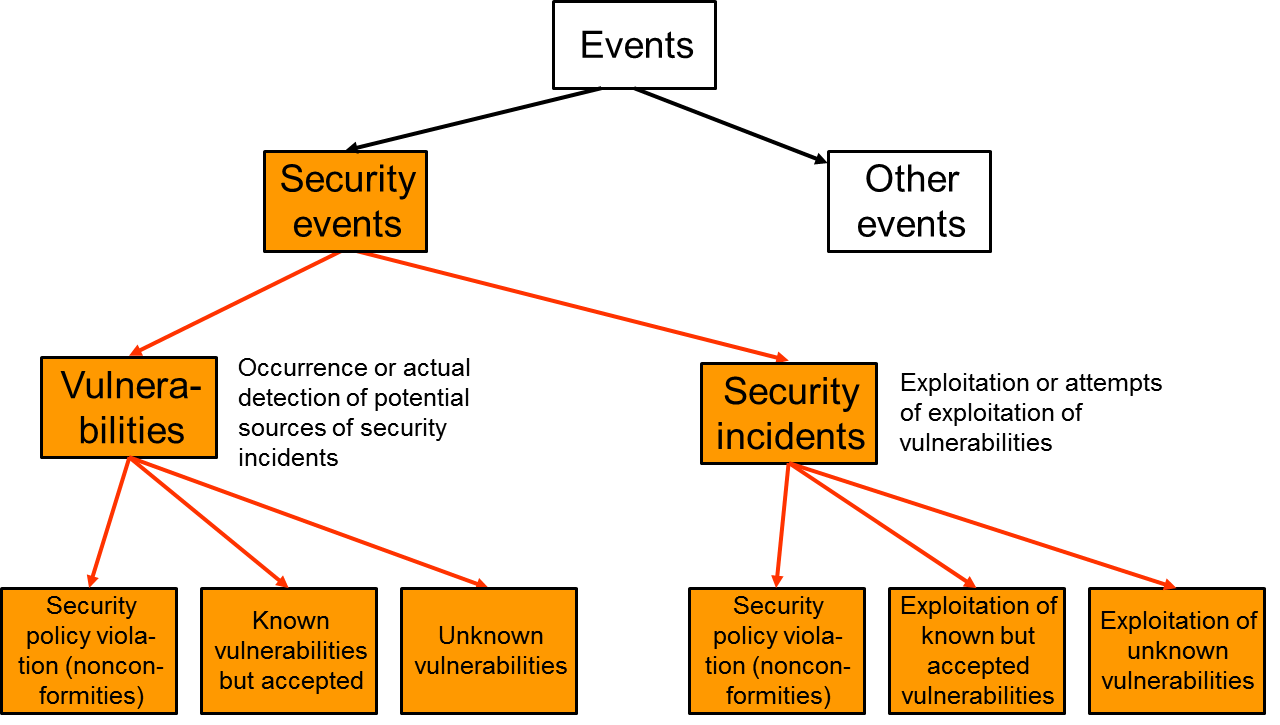 Events
Security
events
Other
events
Vulnera-
bilities
Occurrence or actual
detection of potential
sources of security
incidents
Security
incidents
Exploitation or attempts
of exploitation of
vulnerabilities
Security
policy viola-
tion (noncon-
formities)
Known
vulnerabilities
but accepted
Unknown
vulnerabilities
Security
policy viola-
tion (noncon-
formities)
Exploitation of
known but
accepted
vulnerabilities
Exploitation of
unknown
vulnerabilities